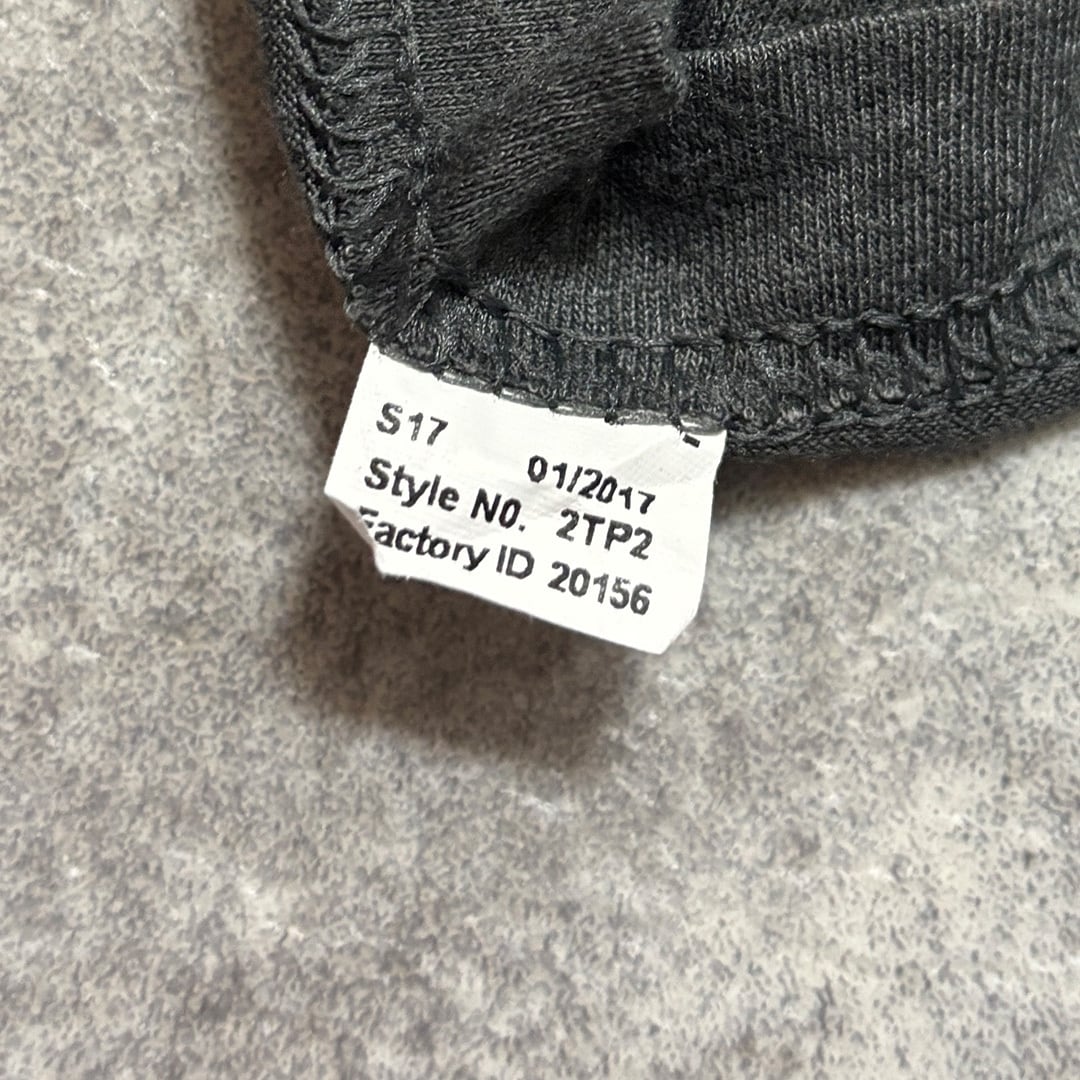 S17
01/2017
Style N0. 2TP2
Factory ID 20156